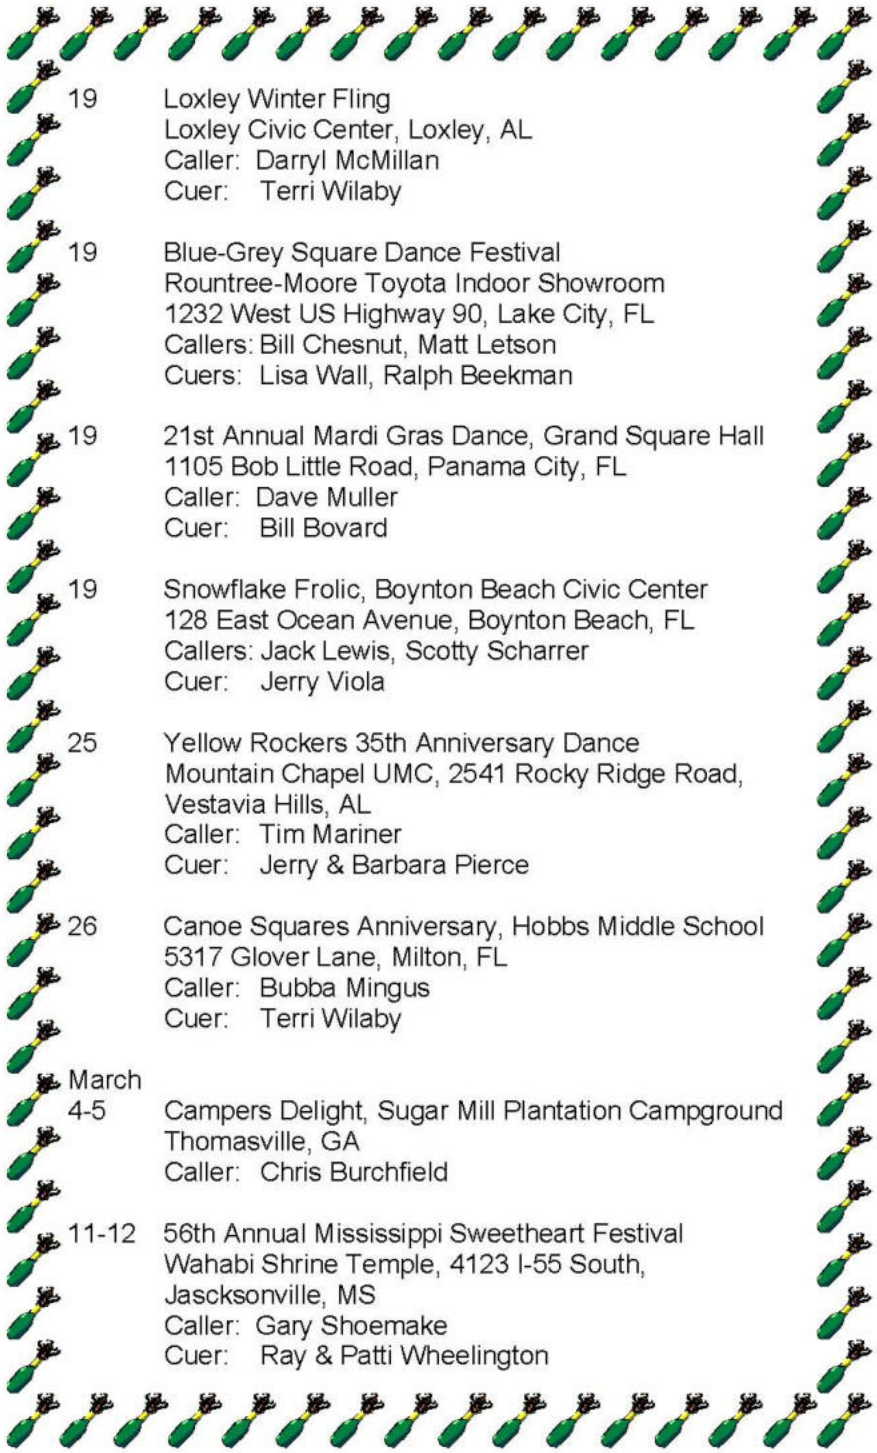 19 Loxley Winter Fling
Loxley Civic Center, Loxley, AL
Caller: Darryl McMillan
Cuer: Terri Wilaby
19 Blue-Grey Square Dance Festival
Rountree-Moore Toyota Indoor Showroom
1232 West US Highway 90, Lake City, FL
Callers: Bill Chesnut, Matt Letson
Cuers: Lisa Wall, Ralph Beekman
19 21st Annual Mardi Gras Dance, Grand Square Hall
1105 Bob Little Road, Panama City, FL
Caller: Dave Muller
Cuer: Bill Bovard
19 Snowflake Frolic, Boynton Beach Civic Center
128 East Ocean Avenue, Boynton Beach, FL
Callers: Jack Lewis, Scotty Scharrer
Cuer: Jerry Viola
25 Yellow Rockers 35th Anniversary Dance
Mountain Chapel UMC, 2541 Rocky Ridge Road,
Vestavia Hills, AL
Caller: Tim Mariner
Cuer: Jerry & Barbara Pierce
26 Canoe Squares Anniversary, Hobbs Middle School
5317 Glover Lane, Milton, FL
Caller: Bubba Mingus
Cuer: Terri Wilaby
March
4-5 Campers Delight, Sugar Mill Plantation Campground
Thomasville, GA
Caller: Chris Burchfield
11-12 56th Annual Mississippi Sweetheart Festival
Wahabi Shrine Temple, 4123 I-55 South,
Jascksonville, MS
Caller: Gary Shoemake
Cuer: Ray & Patti Wheelington